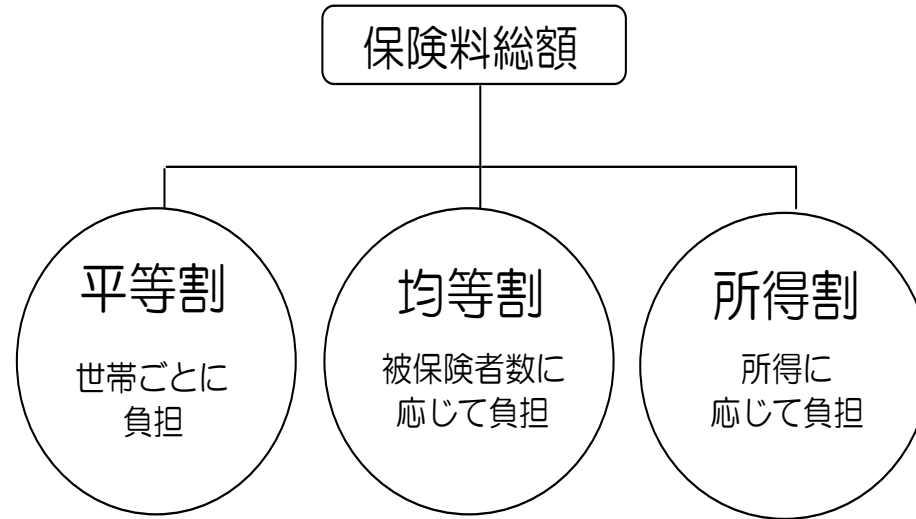 保険料総額
平等割
世帯ごとに
負担
均等割
被保険者数に
応じて負担
所得割
所得に
応じて負担